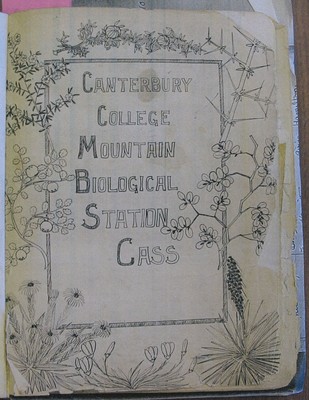 CANTERBURY
COLLEGE
MOUNTAIN
BIOLOGICAL
STATION
CASS